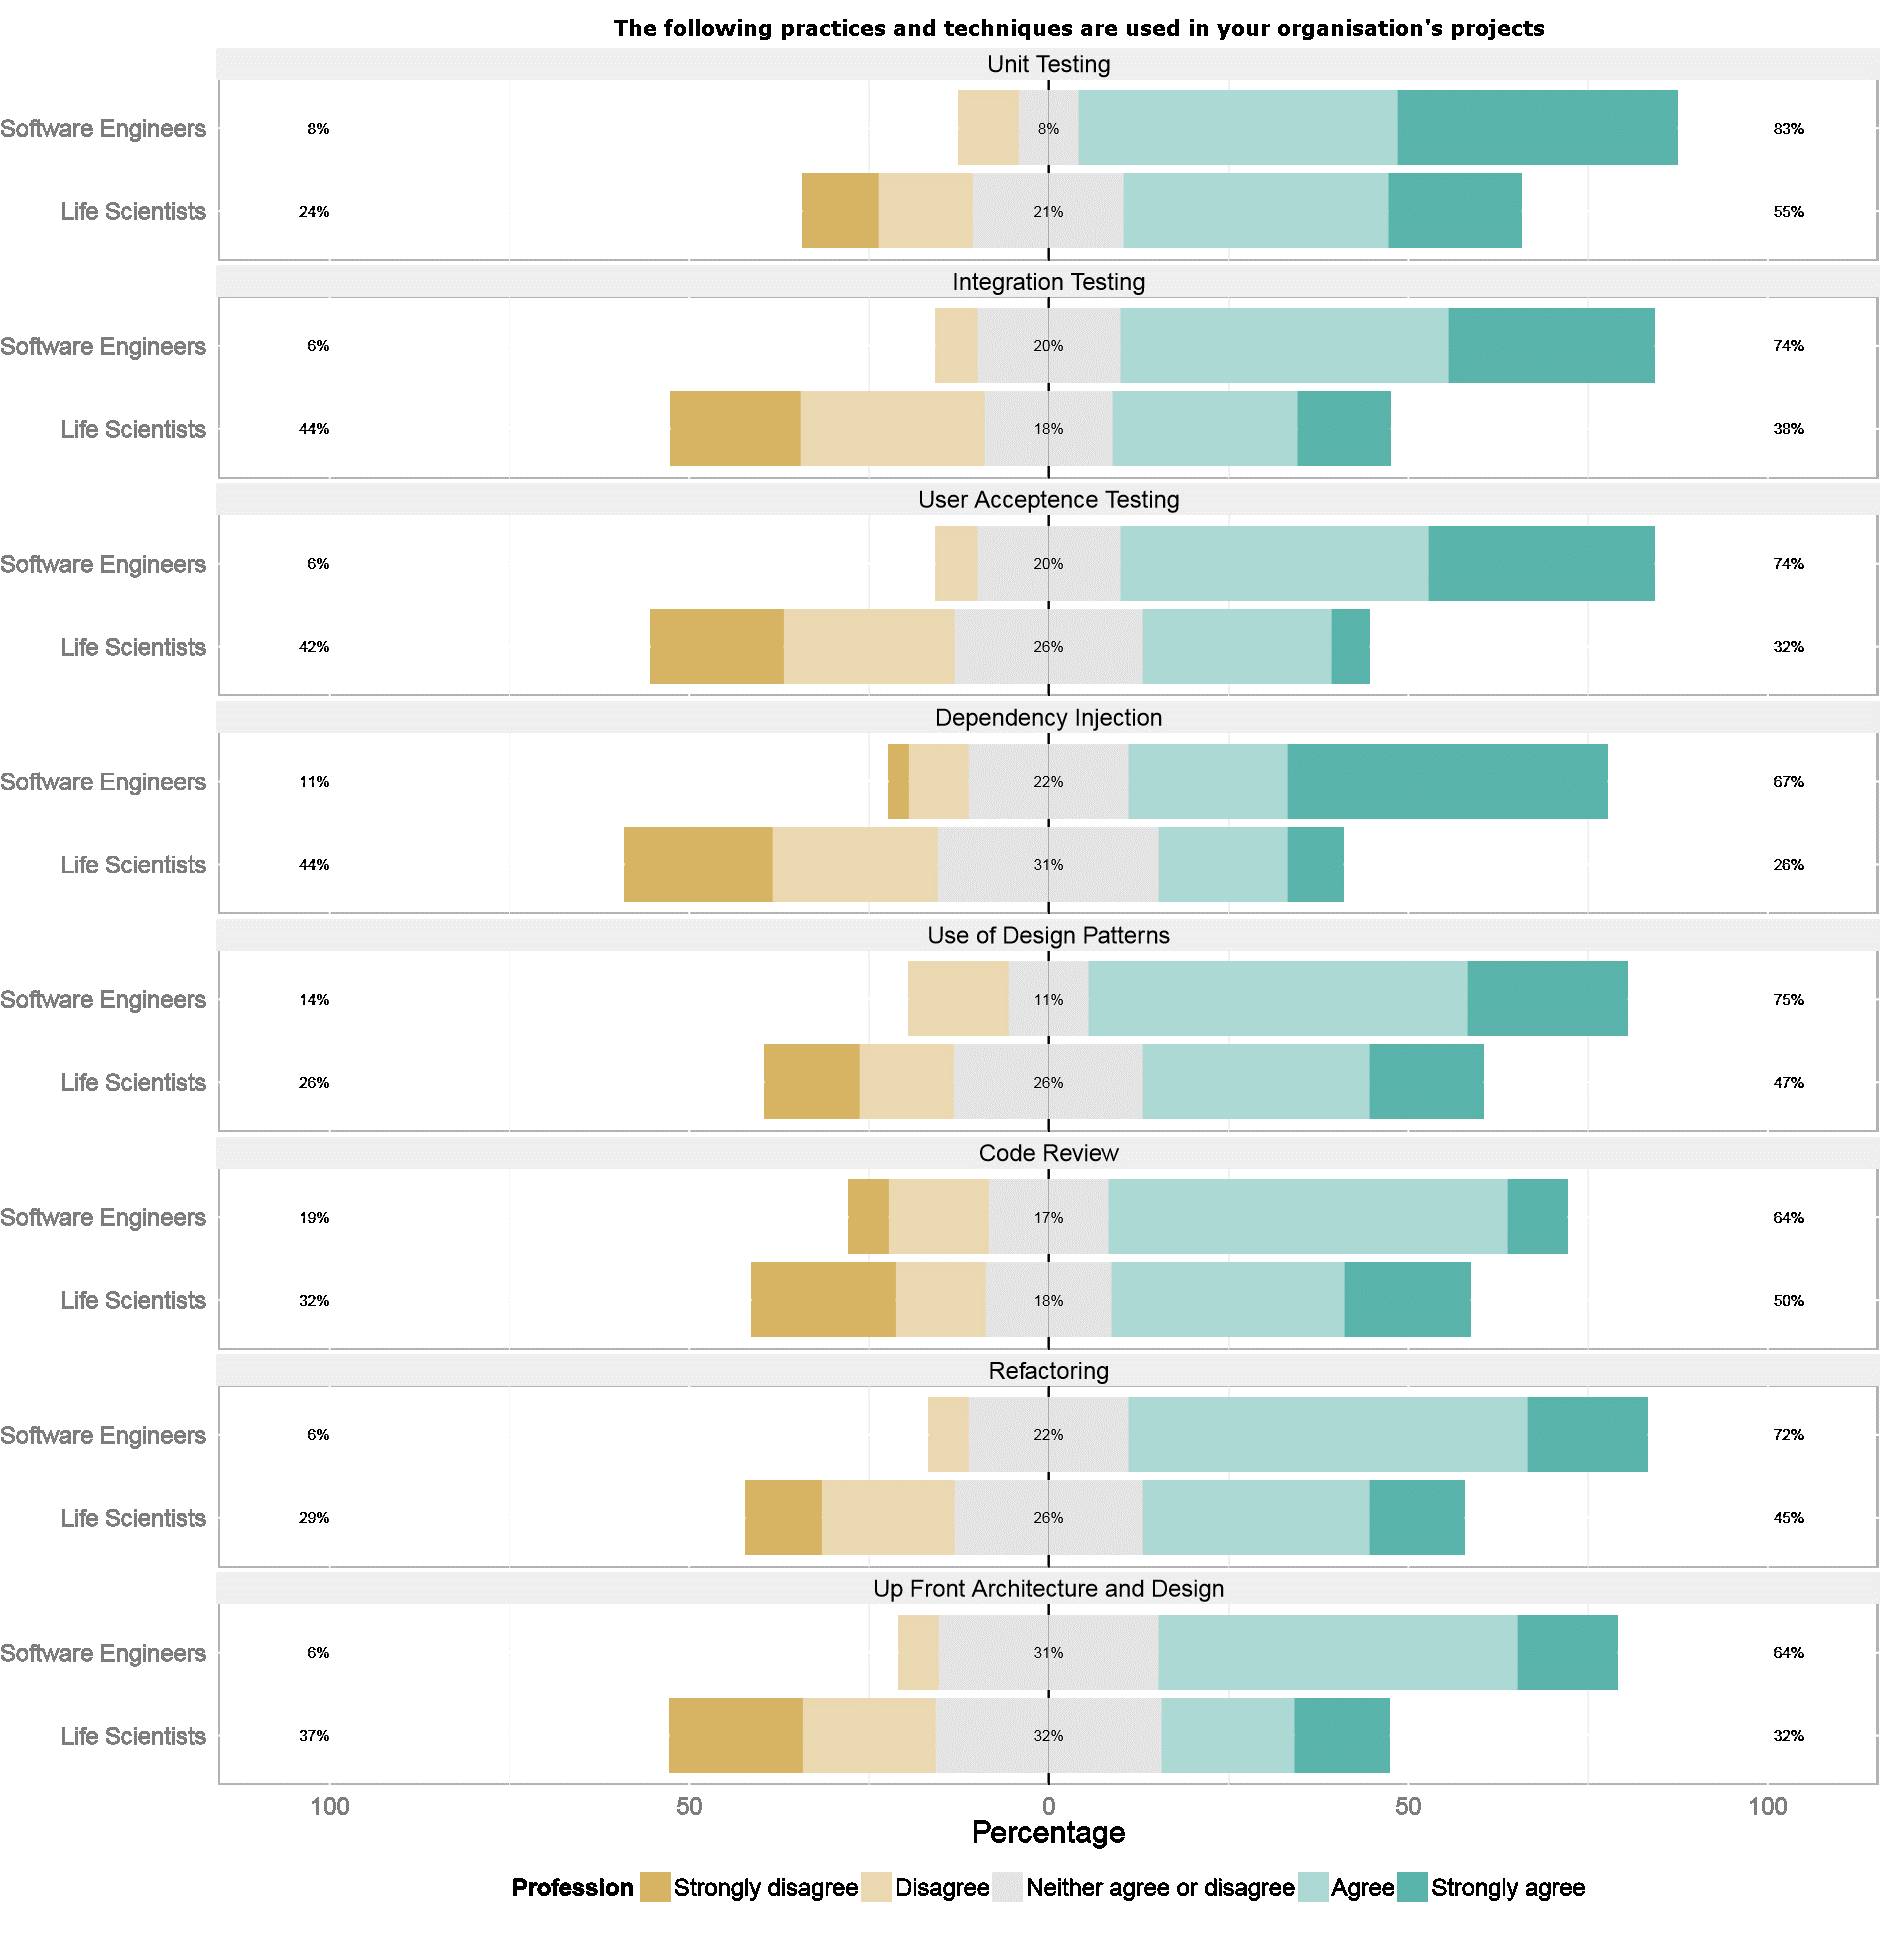 The following practices and techniques are used in your organisation's projects
Unit Testing
Software Engineers 8% 8% 83%
Life Scientists 24% 21% 55%
Integration Testing
Software Engineers 6% 20% 74%
Life Scientists 44% 18% 38%
User Acceptence Testing
Software Engineers 6% 20% 74%
Life Scientists 42% 26% 32%
Dependency Injection
Software Engineers 11% 22% 67%
Life Scientists 44% 31% 26%
Use of Design Patterns
Software Engineers 14% 11% 75%
Life Scientists 26% 26% 47%
Code Review
Software Engineers 19% 17% 64%
Life Scientists 32% 18% 50%
Refactoring
Software Engineers 6% 22% 72%
Life Scientists 29% 26% 45%
Up Front Architecture and Design
Software Engineers 6% 31% 64%
Life Scientists 37% 32% 32%
100 50 0 50 100
Percentage
Profession Strongly disagree Disagree Neither agree or disagree Agree Strongly agree